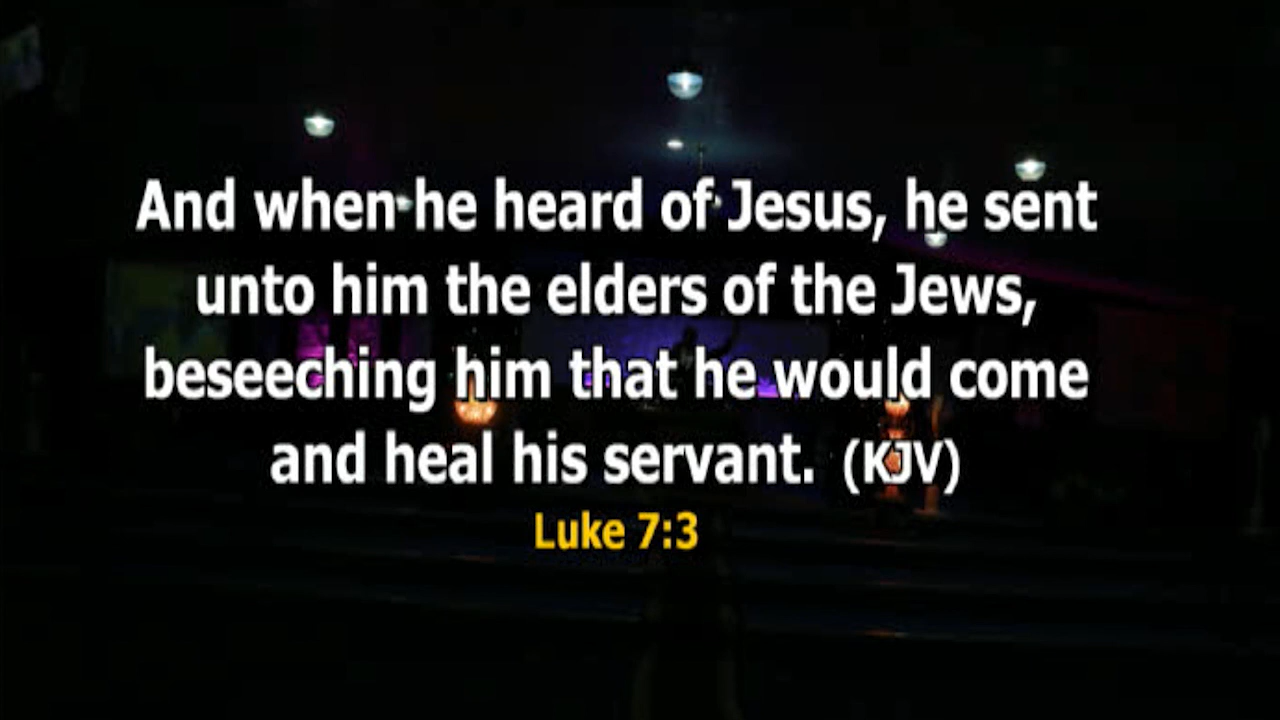 And when he heard of Jesus, he sent
unto him the elders of the Jews,
beseeching him that he would come
and heal his servant. (KJV)
Luke 7:3